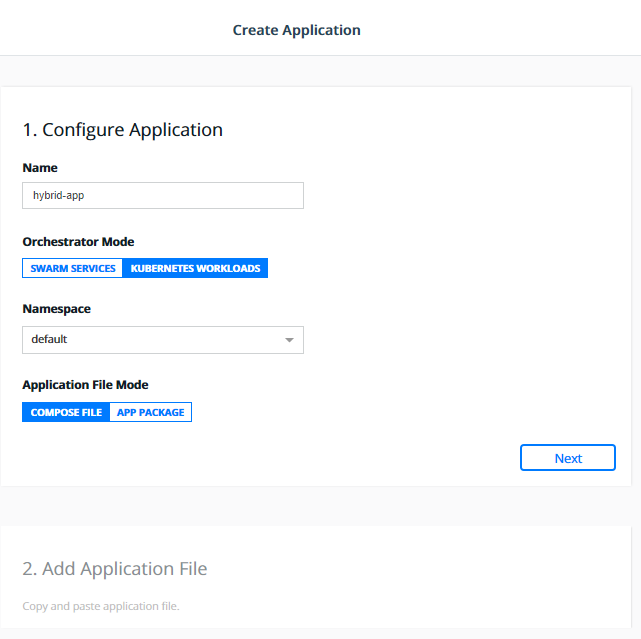 Create Application
1. Configure Application
Name
hybrid-app
Orchestrator Mode
SWARM SERVICES KUBERNETES WORKLOADS
Namespace
default
Application File Mode
COMPOSE FILE APP PACKAGE
Next
2. Add Application File
Copy and paste application file.